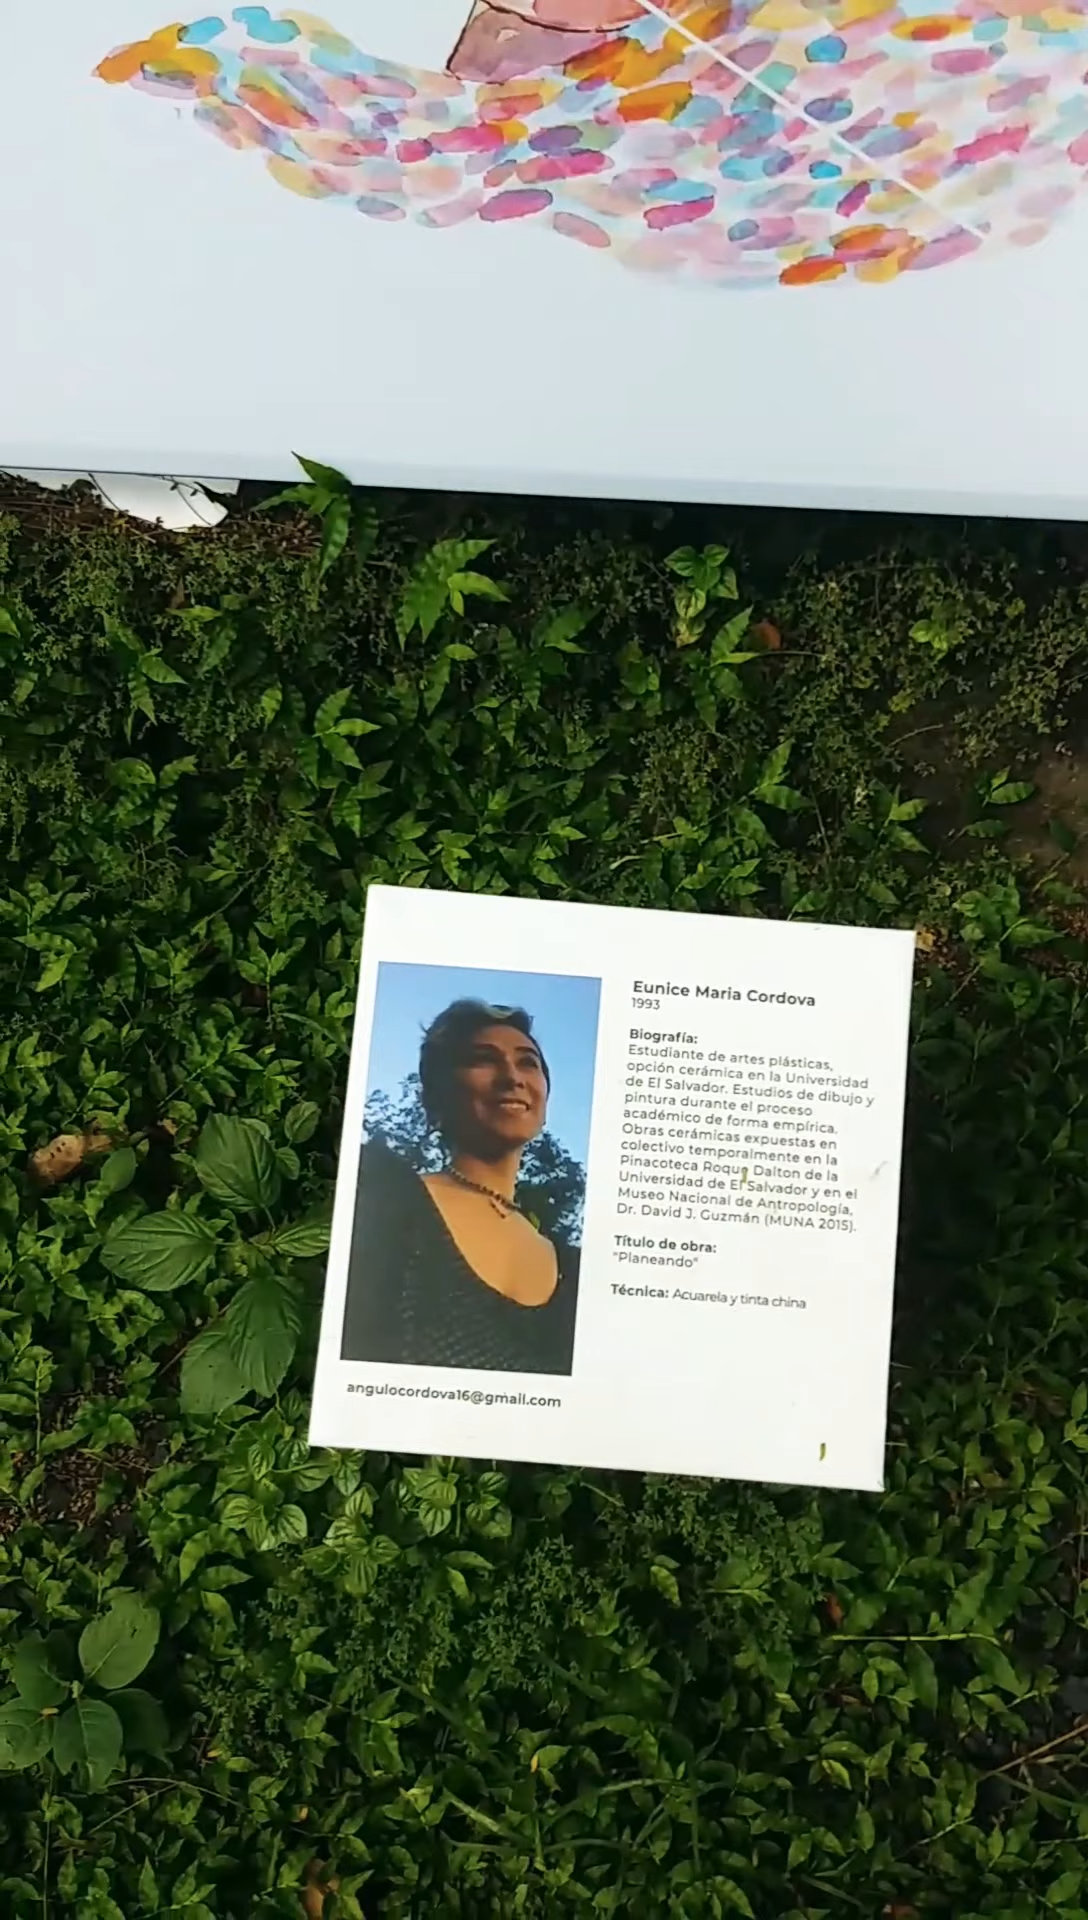 Eunice Maria Cordova
1993
Biografía:
Estudiante de artes plásticas,
opción cerámica en la Universidad
de El Salvador. Estudios de dibujo y
pintura durante el proceso
académico de forma empírica.
Obras cerámicas expuestas en
colectivo temporalmente en la
Pinacoteca Roque Dalton de la
Universidad de El Salvador y en el
Museo Nacional de Antropología,
Dr. David J. Guzmán (MUNA 2015).
Título de obra:
"Planeando"
Técnica: Acuarela y tinta china
angulocordova16@gmail.com